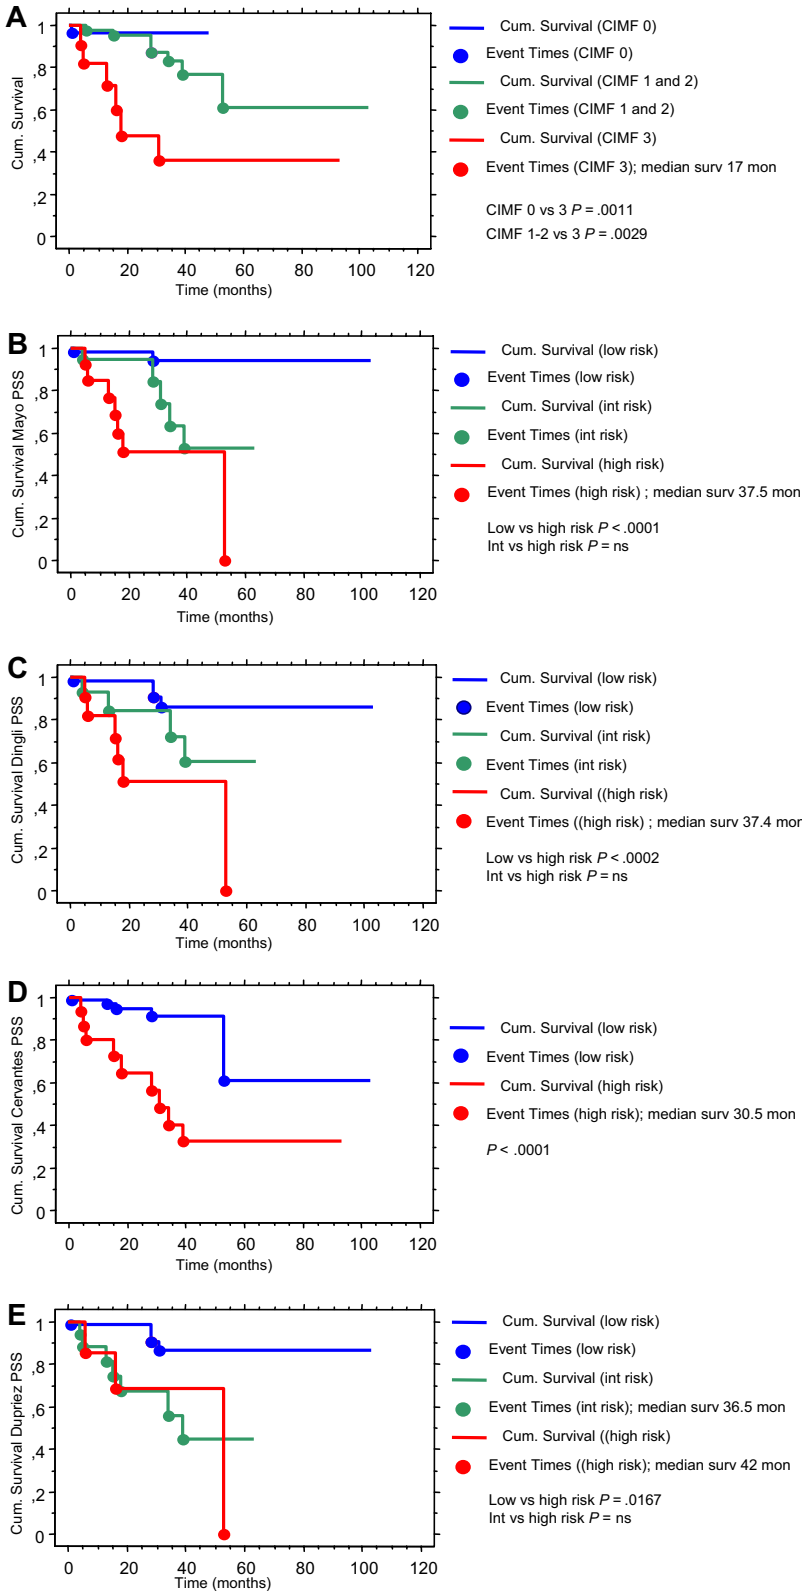 A
Cum. Survival
1
,8
,6
,4
,2
0
0 20 40 60 80 100 120
Time (months)
Cum. Survival (CIMF 0)
Event Times (CIMF 0)
Cum. Survival (CIMF 1 and 2)
Event Times (CIMF 1 and 2)
Cum. Survival (CIMF 3)
Event Times (CIMF 3); median surv 17 mon
CIMF 0 vs 3 P = .0011
CIMF 1-2 vs 3 P = .0029
B
Cum. Survival Mayo PSS
1
,8
,6
,4
,2
0
0 20 40 60 80 100 120
Time (months)
Cum. Survival (low risk)
Event Times (low risk)
Cum. Survival (int risk)
Event Times (int risk)
Cum. Survival (high risk)
Event Times (high risk) ; median surv 37.5 mon
Low vs high risk P < .0001
Int vs high risk P = ns
C
Cum. Survival Dingli PSS
1
,8
,6
,4
,2
0
0 20 40 60 80 100 120
Time (months)
Cum. Survival (low risk)
Event Times (low risk)
Cum. Survival (int risk)
Event Times (int risk)
Cum. Survival ((high risk)
Event Times ((high risk) ; median surv 37.4 mor
Low vs high risk P < .0002
Int vs high risk P = ns
D
Cum. Survival Cervantes PSS
1
,8
,6
,4
,2
0
0 20 40 60 80 100 120
Time (months)
Cum. Survival (low risk)
Event Times (low risk)
Cum. Survival (high risk)
Event Times (high risk); median surv 30.5 mon
P < .0001
E
Cum. Survival Dupriez PSS
1
,8
,6
,4
,2
0
0 20 40 60 80 100 120
Time (months)
Cum. Survival (low risk)
Event Times (low risk)
Cum. Survival (int risk)
Event Times (int risk); median surv 36.5 mon
Cum. Survival ((high risk)
Event Times ((high risk); median surv 42 mon
Low vs high risk P = .0167
Int vs high risk P = ns